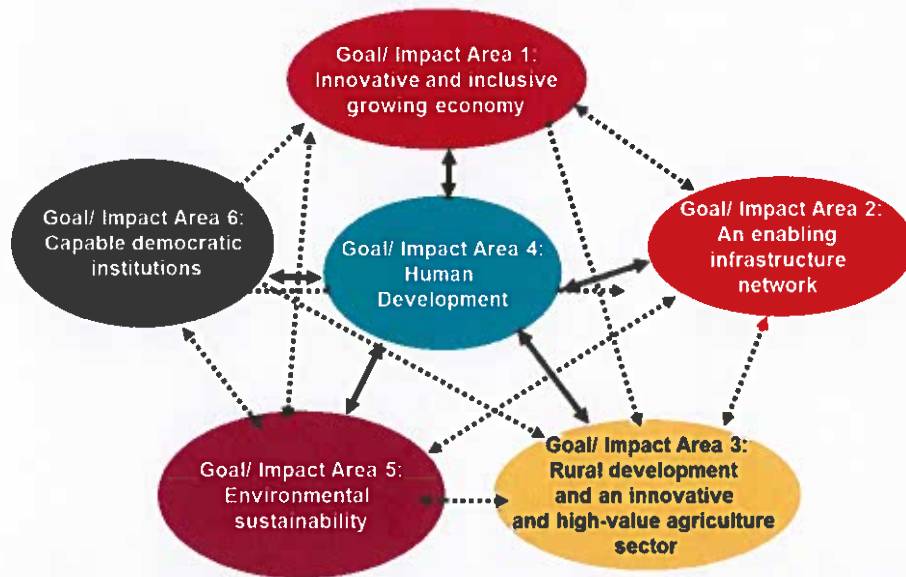 Goal/ Impact Area 1:
Innovative and inclusive
growing economy
Goal/ Impact Area 6:
Capable democratic
institutions
Goal/ Impact Area 4:
Human
Development
Goal/ Impact Area 2:
An enabling
infrastructure
network
Goal/ Impact Area 5:
Environmental
sustainability
Goal/ Impact Area 3:
Rural development
and an innovative
and high-value agriculture
sector